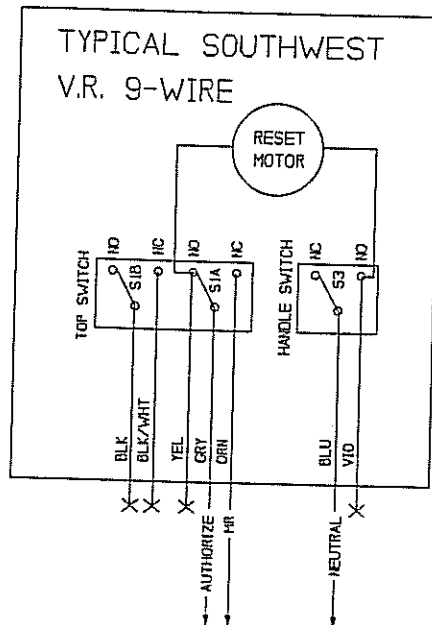 TYPICAL SOUTHWEST
V.R. 9-WIRE
RESET
MOTOR
TOP SWITCH
NO
S1B
NC
NO
S1A
NC
HANDLE SWITCH
NC
S3
NO
BLK
BLK/WHT
YEL
GRY
ORN
BLU
VIO
AUTHORIZE
MR
NEUTRAL